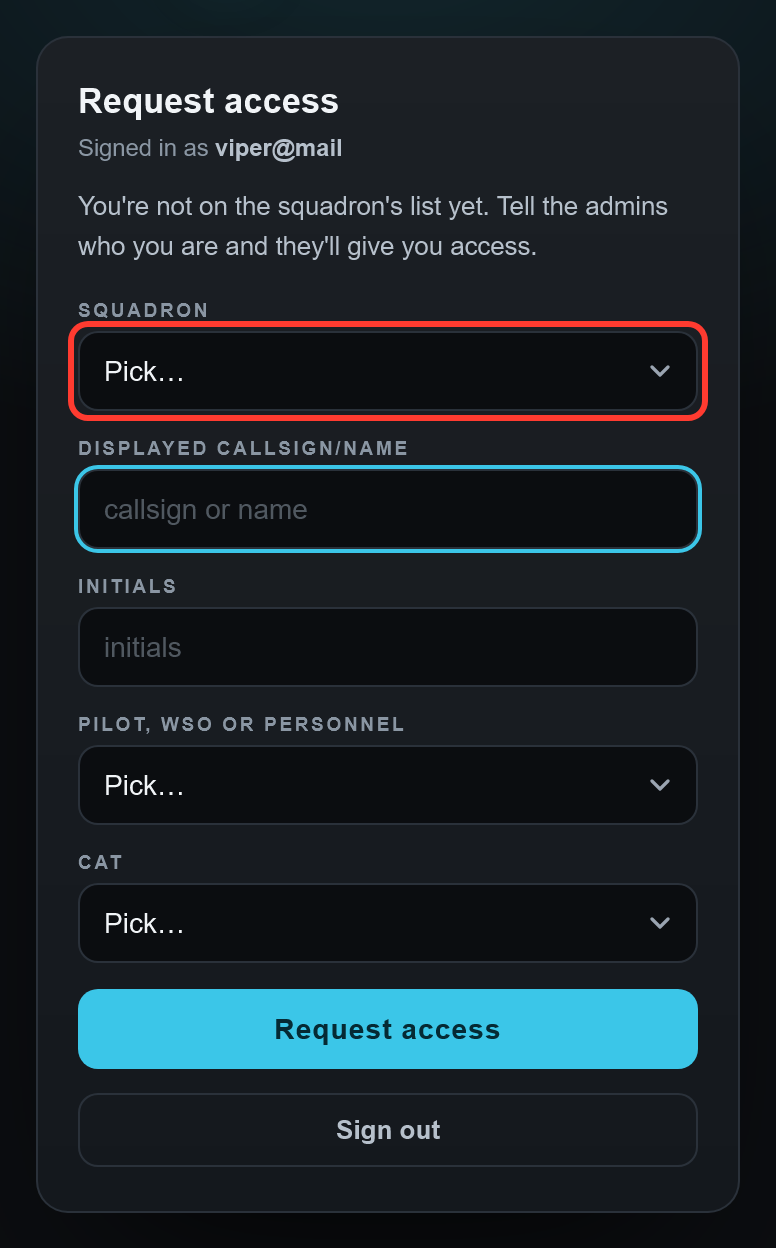 Request access
Signed in as viper@mail
You're not on the squadron's list yet. Tell the admins
who you are and they'll give you access.
SQUADRON
Pick…
DISPLAYED CALLSIGN/NAME
callsign or name
INITIALS
initials
PILOT, WSO OR PERSONNEL
Pick…
CAT
Pick…
Request access
Sign out